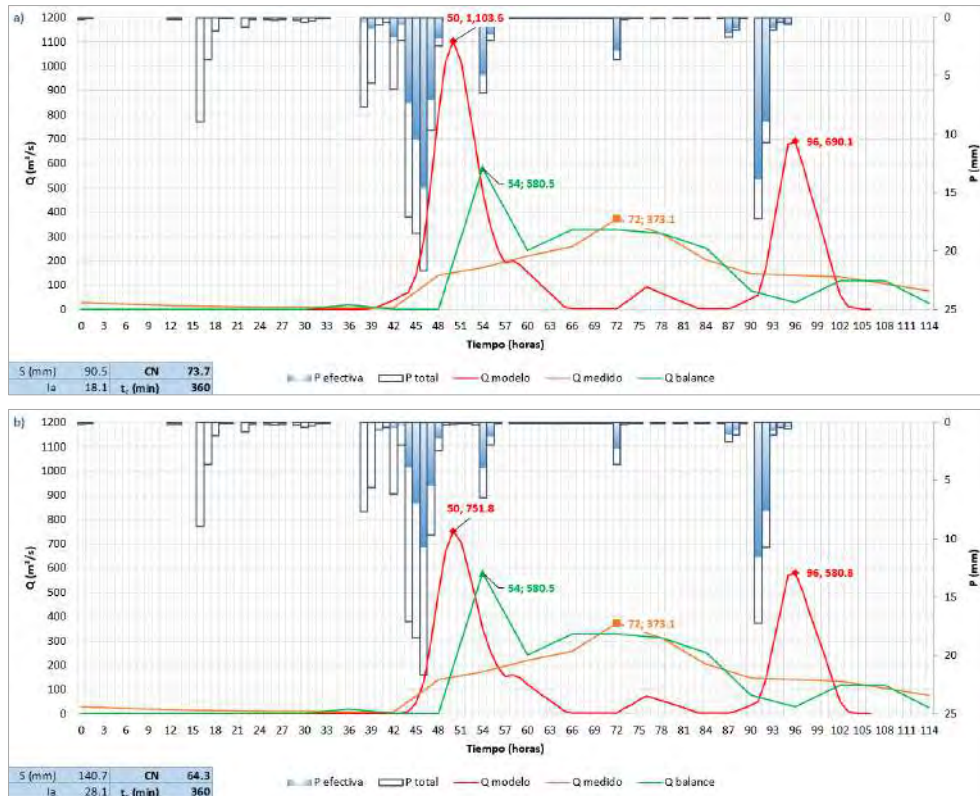 a)
50, 1,103.6
96, 690.1
54; 580.5
72; 373.1
Q (m³/s)
1200
1100
1000
900
800
700
600
500
400
300
200
100
0
P (mm)
0
5
10
15
20
25
0 3 6 9 12 15 18 21 24 27 30 33 36 39 42 45 48 51 54 57 60 63 66 69 72 75 78 81 84 87 90 93 96 99 102 105 108 111 114
Tiempo (horas)
S (mm) 90.5 CN 73.7
Ia 18.1 tᵣ (min) 360
P efectiva P total Q modelo Q medido Q balance
b)
50, 751.8
54; 580.5
96, 580.8
72; 373.1
Q (m³/s)
1200
1100
1000
900
800
700
600
500
400
300
200
100
0
P (mm)
0
5
10
15
20
25
0 3 6 9 12 15 18 21 24 27 30 33 36 39 42 45 48 51 54 57 60 63 66 69 72 75 78 81 84 87 90 93 96 99 102 105 108 111 114
Tiempo (horas)
S (mm) 140.7 CN 64.3
Ia 28.1 tᵣ (min) 360
P efectiva P total Q modelo Q medido Q balance